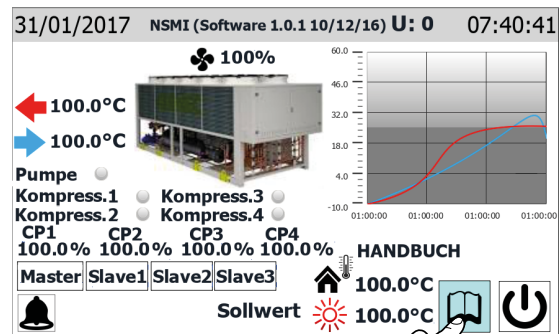 31/01/2017 NSMI (Software 1.0.1 10/12/16) U: 0 07:40:41
100%
100.0°C
100.0°C
60.0
46.0
32.0
18.0
4.0
-10.0
01:00:00 01:00:00 01:00:00 01:00:00
Pumpe
Kompress.1 Kompress.3
Kompress.2 Kompress.4
CP1 CP2 CP3 CP4
100.0% 100.0% 100.0% 100.0%
HANDBUCH
Master Slave1 Slave2 Slave3
100.0°C
Sollwert 100.0°C